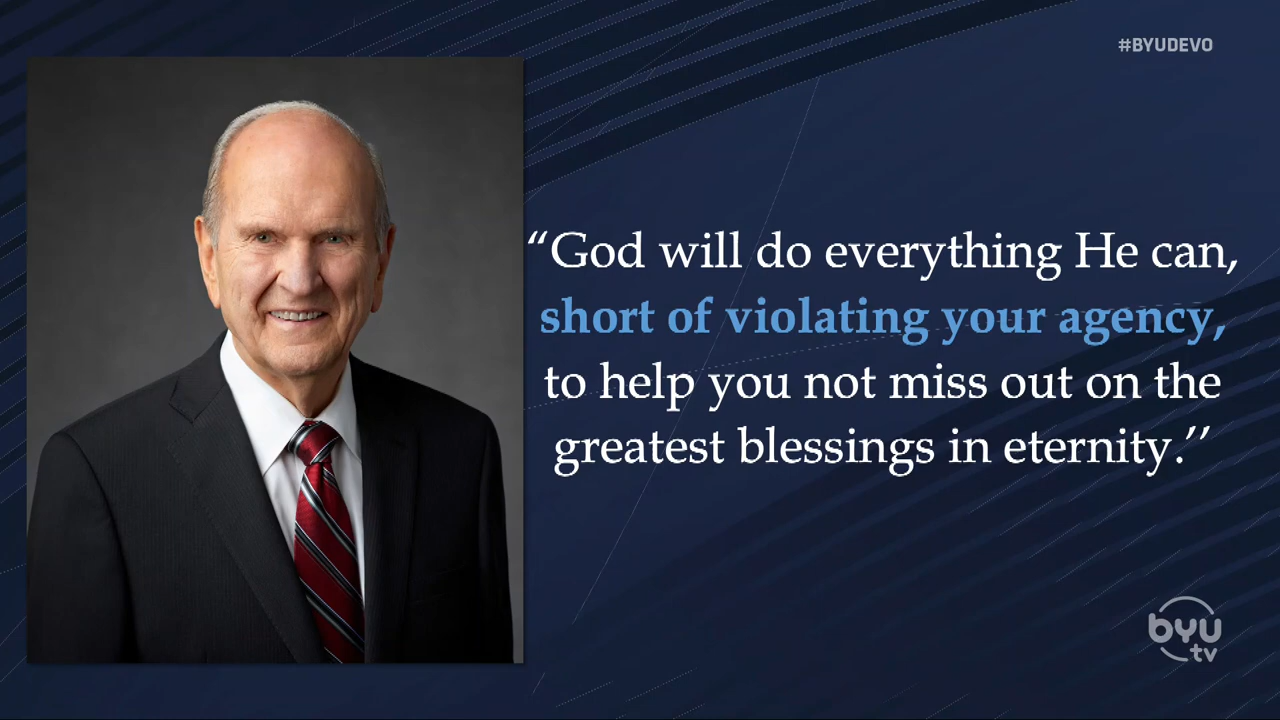 #BYUDEVO
“God will do everything He can,
short of violating your agency,
to help you not miss out on the
greatest blessings in eternity.’’
byu
tv